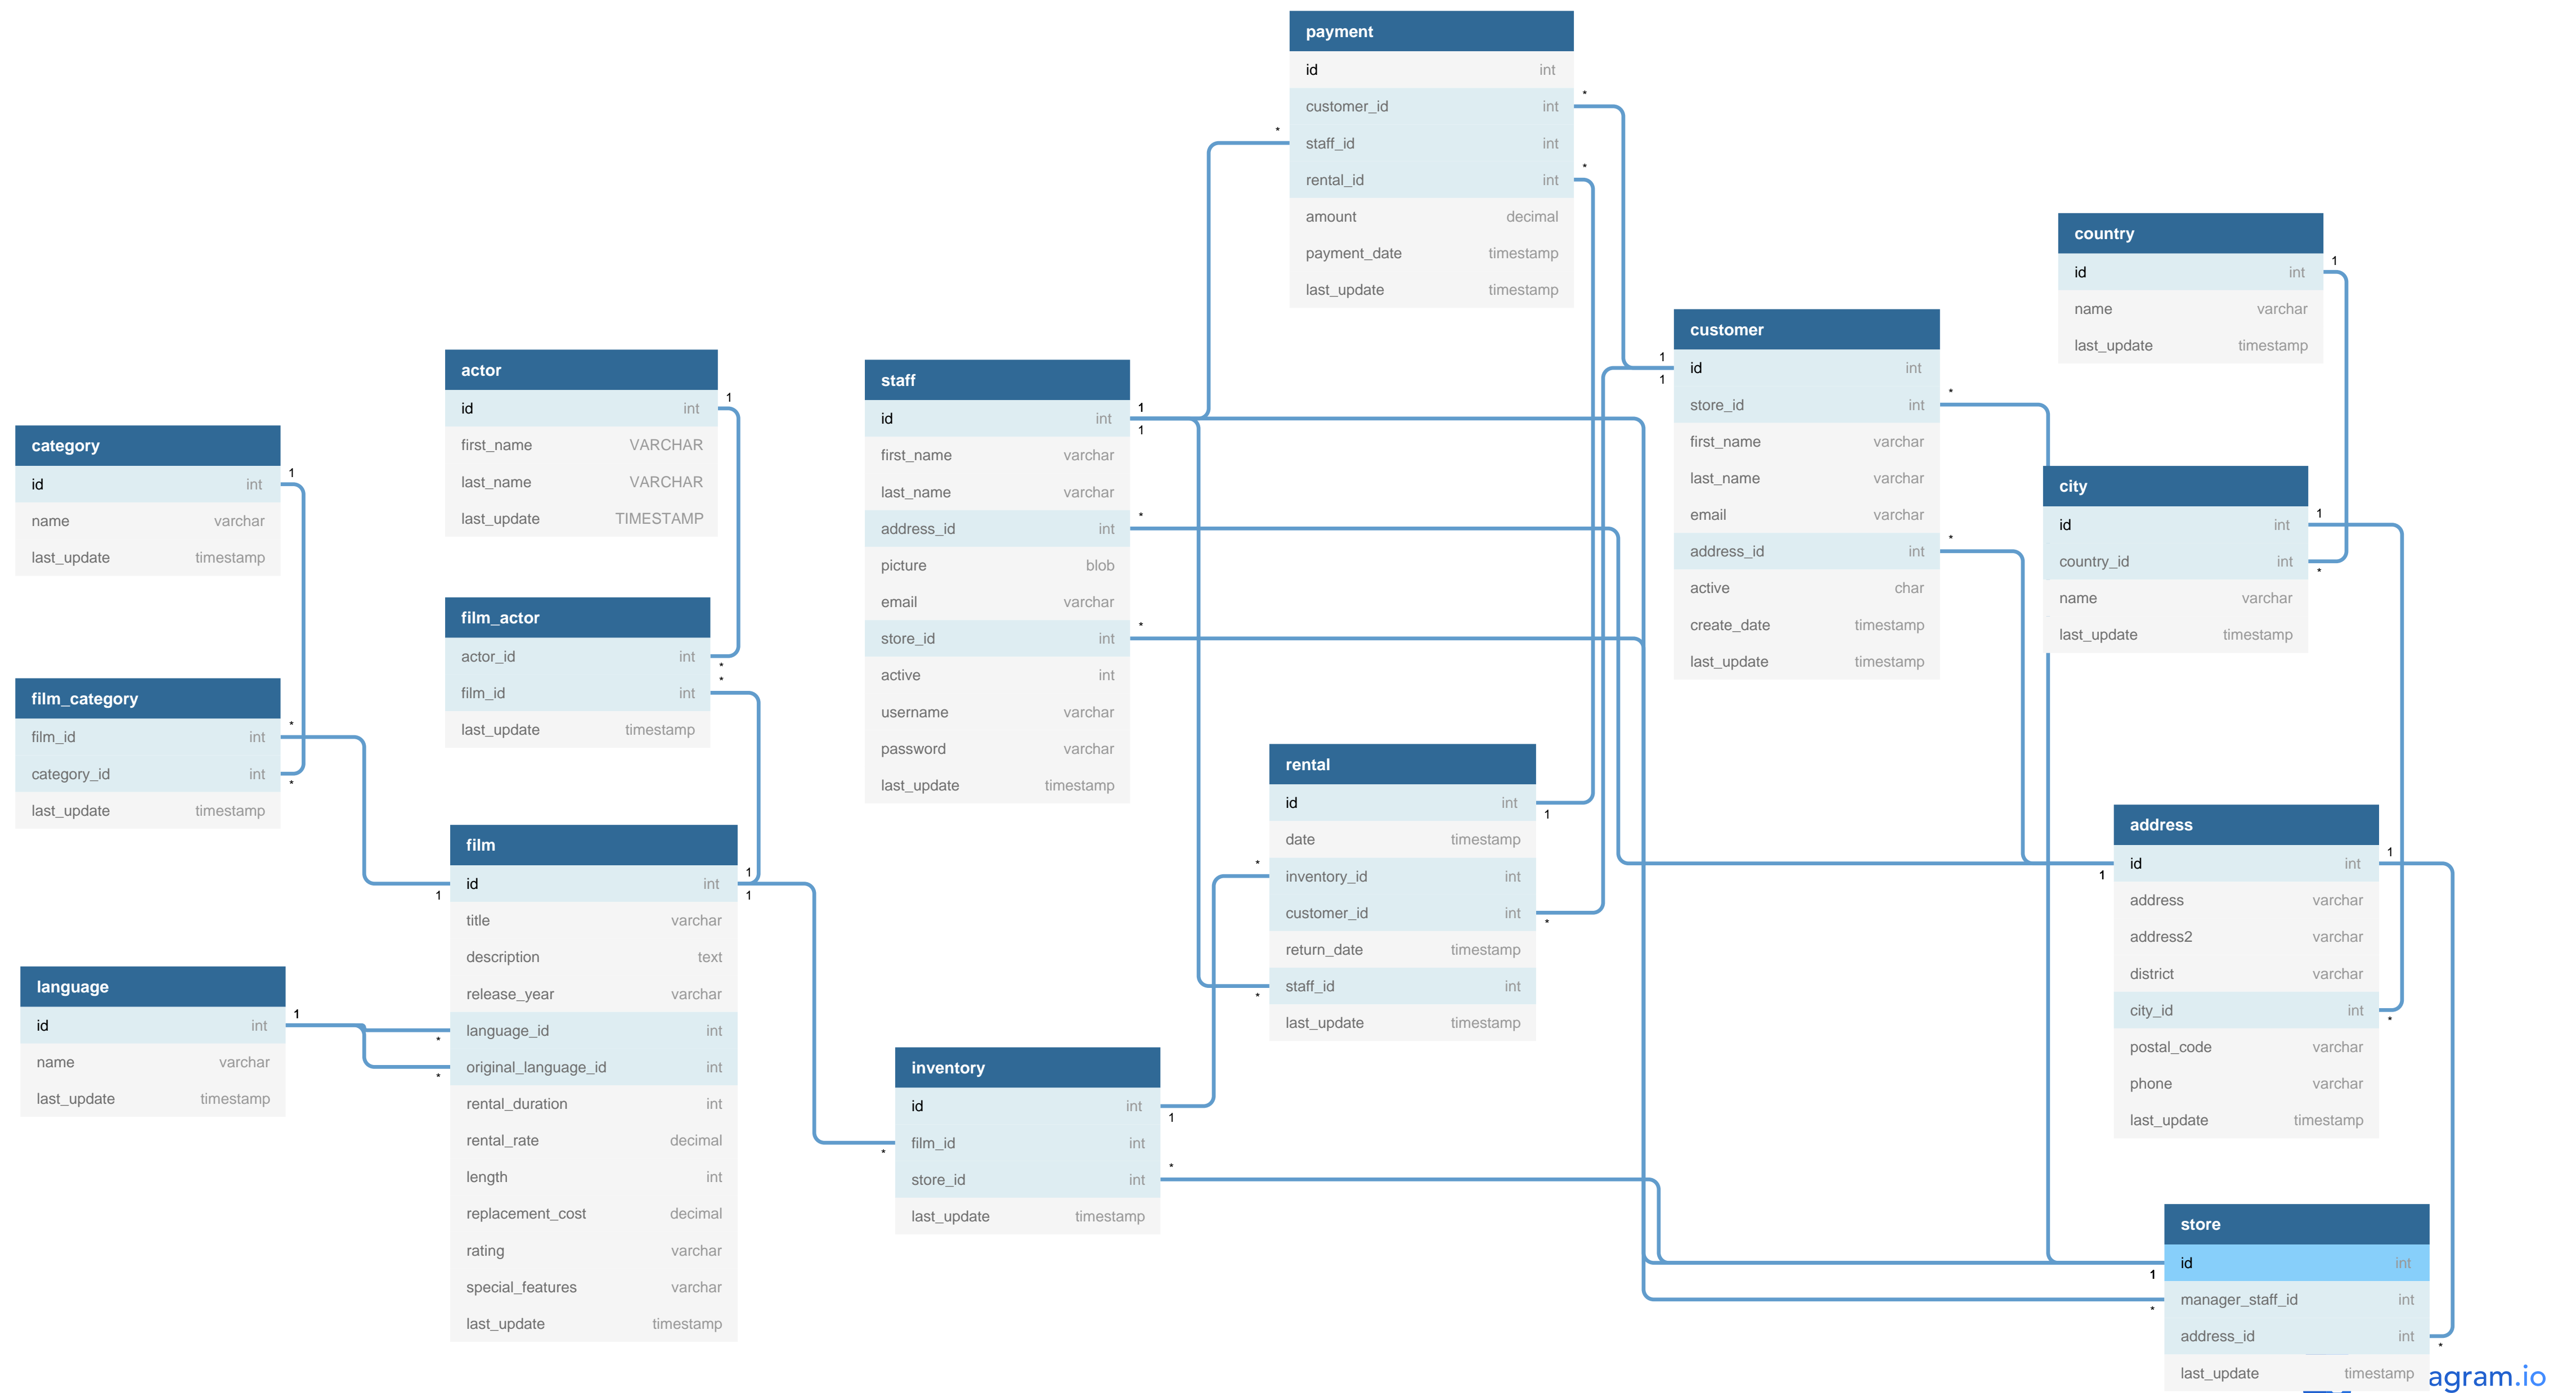 payment
id int
customer_id int
staff_id int
rental_id int
amount decimal
payment_date timestamp
last_update timestamp
country
id int
name varchar
last_update timestamp
customer
id int
store_id int
first_name varchar
last_name varchar
email varchar
address_id int
active char
create_date timestamp
last_update timestamp
actor
id int
first_name VARCHAR
last_name VARCHAR
last_update TIMESTAMP
staff
id int
first_name varchar
last_name varchar
address_id int
picture blob
email varchar
store_id int
active int
username varchar
password varchar
last_update timestamp
category
id int
name varchar
last_update timestamp
city
id int
country_id int
name varchar
last_update timestamp
film_actor
actor_id int
film_id int
last_update timestamp
film_category
film_id int
category_id int
last_update timestamp
rental
id int
date timestamp
inventory_id int
customer_id int
return_date timestamp
staff_id int
last_update timestamp
address
id int
address varchar
address2 varchar
district varchar
city_id int
postal_code varchar
phone varchar
last_update timestamp
film
id int
title varchar
description text
release_year varchar
language_id int
original_language_id int
rental_duration int
rental_rate decimal
length int
replacement_cost decimal
rating varchar
special_features varchar
last_update timestamp
language
id int
name varchar
last_update timestamp
inventory
id int
film_id int
store_id int
last_update timestamp
store
id int
manager_staff_id int
address_id int
last_update timestamp
agram.io